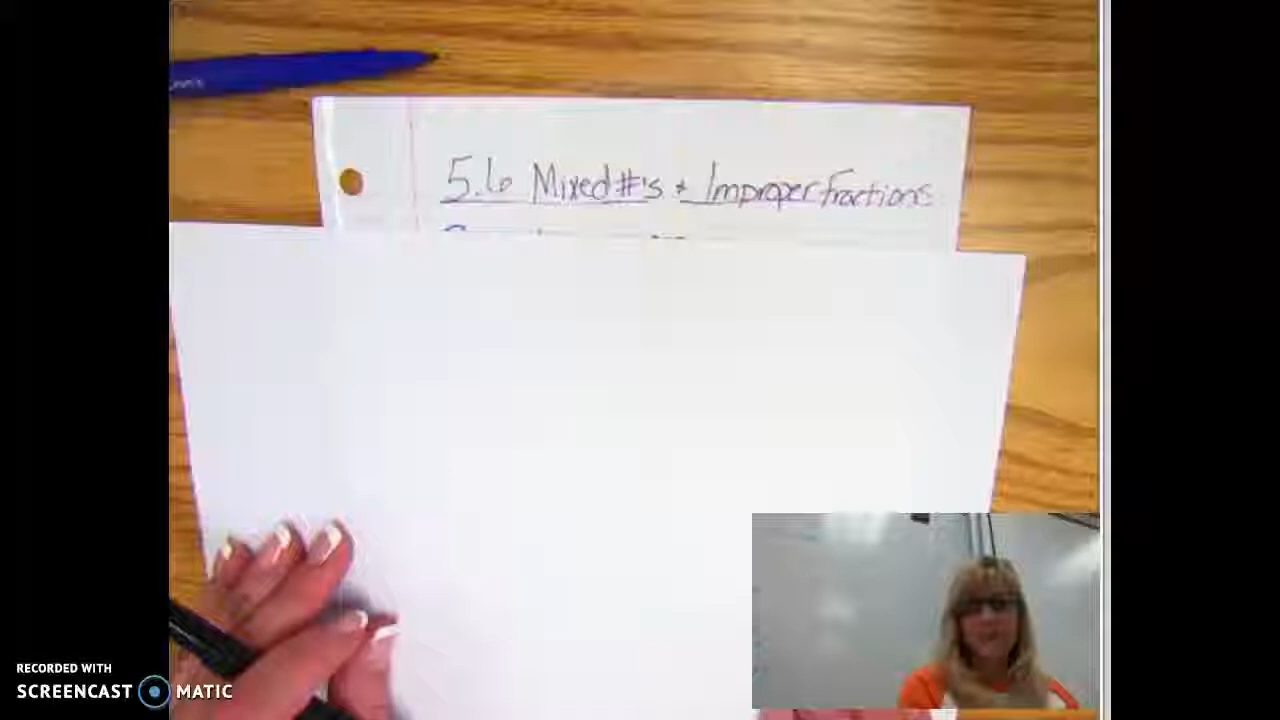 5.6 Mixed #'s + Improper Fractions
RECORDED WITH
SCREENCAST MATIC